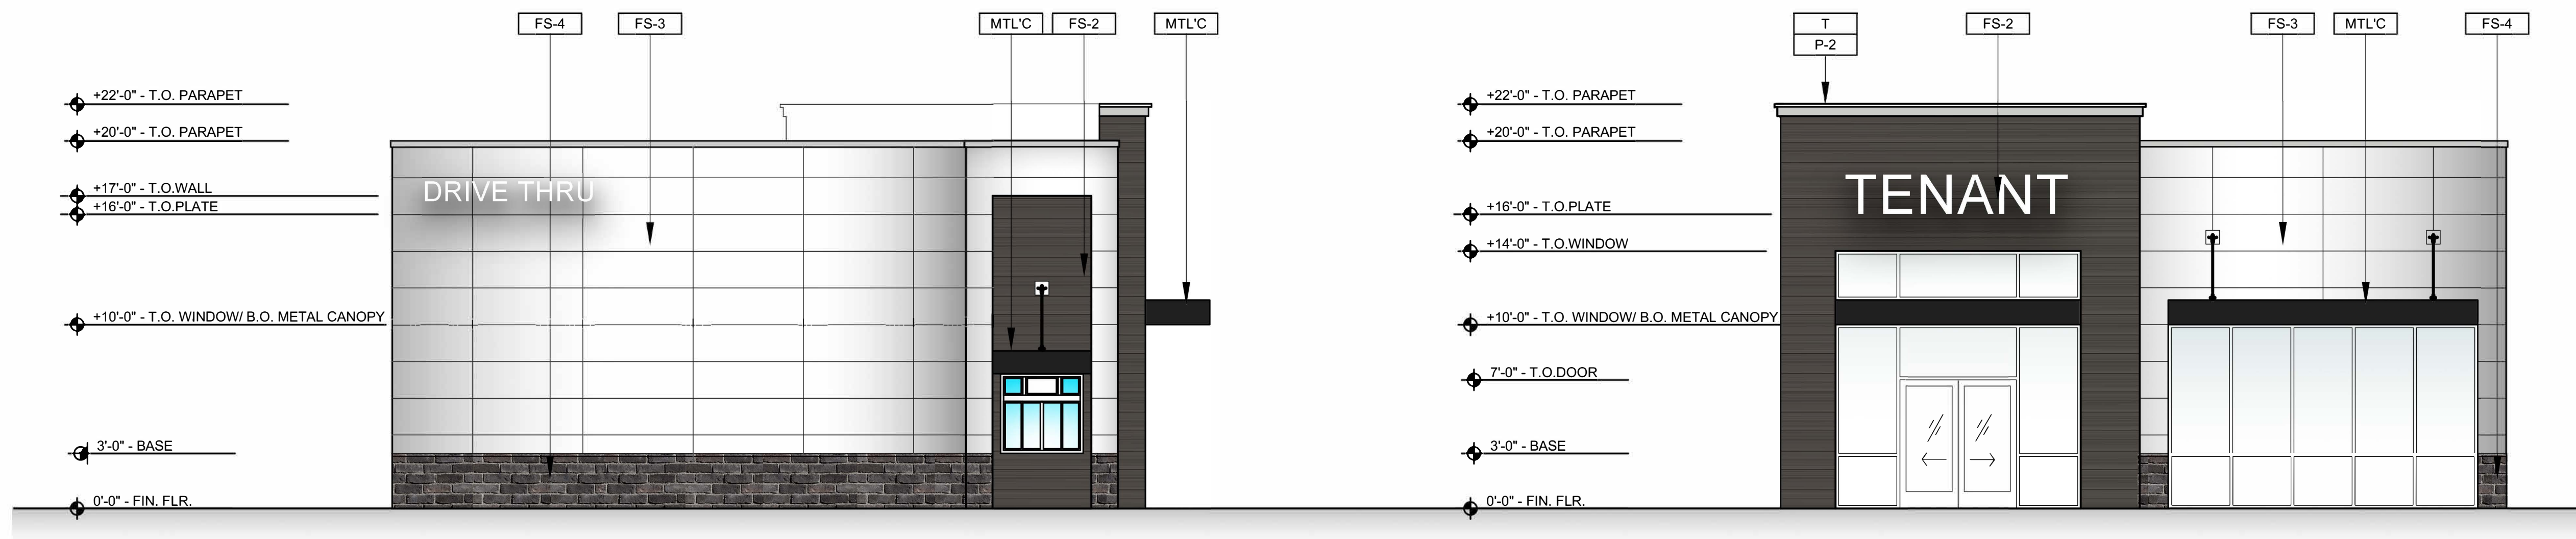 FS-4
FS-3
MTL'C
FS-2
MTL'C
+22'-0" - T.O. PARAPET
+20'-0" - T.O. PARAPET
+17'-0" - T.O.WALL
+16'-0" - T.O.PLATE
+10'-0" - T.O. WINDOW/ B.O. METAL CANOPY
3'-0" - BASE
0'-0" - FIN. FLR.
DRIVE THRU
T
P-2
FS-2
FS-3
MTL'C
FS-4
+22'-0" - T.O. PARAPET
+20'-0" - T.O. PARAPET
+16'-0" - T.O.PLATE
+14'-0" - T.O.WINDOW
+10'-0" - T.O. WINDOW/ B.O. METAL CANOPY
7'-0" - T.O.DOOR
3'-0" - BASE
0'-0" - FIN. FLR.
TENANT